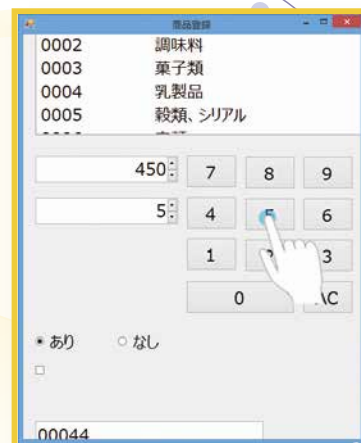 商品登録
0002 調味料
0003 菓子類
0004 乳製品
0005 穀類、シリアル
450
7 8 9
5
4 5 6
1 2 3
0 AC
あり なし
00044